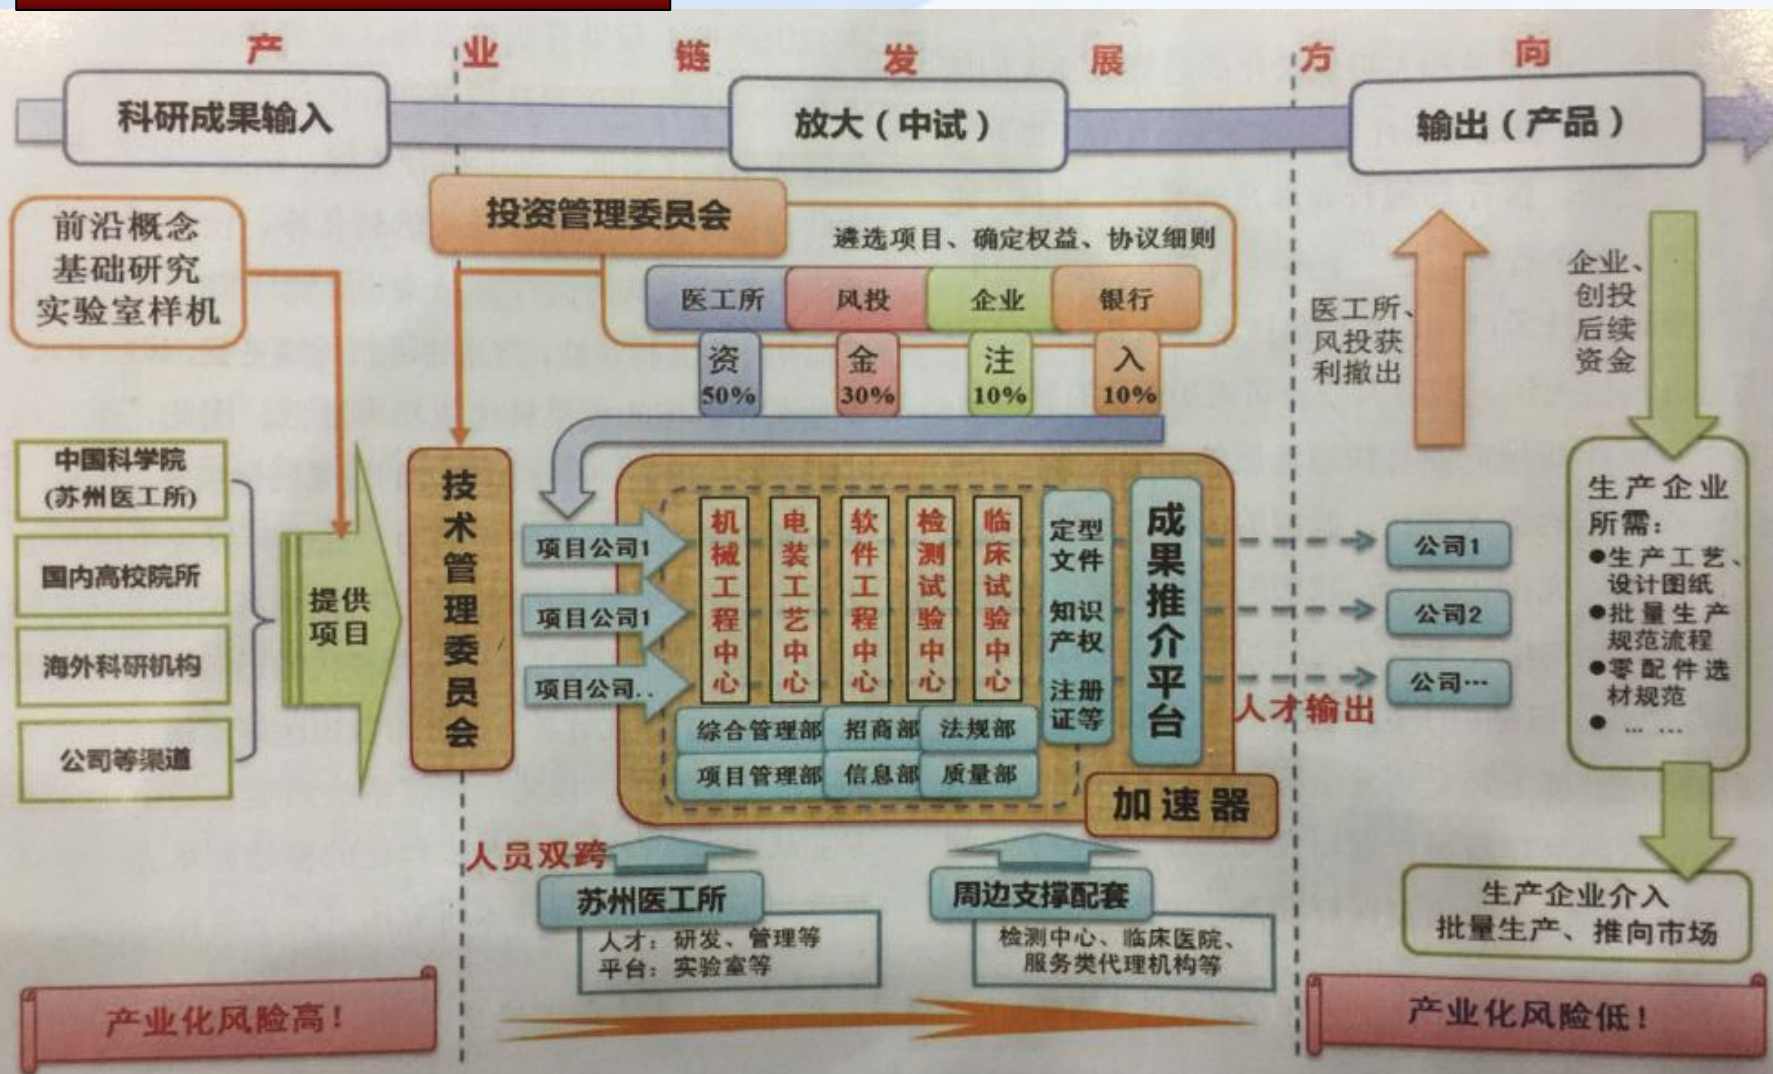 产业链发展方向
科研成果输入
放大（中试）
输出（产品）
前沿概念
基础研究
实验室样机
投资管理委员会
遴选项目、确定权益、协议细则
医工所
风投
企业
银行
资
50%
金
30%
注
10%
入
10%
医工所、
风投获
利撤出
企业、
创投
后续
资金
中国科学院
(苏州医工所)
国内高校院所
海外科研机构
公司等渠道
提供
项目
技术管理委员会
项目公司1
项目公司1
项目公司..
机械工程中心
电装工艺中心
软件工程中心
检测试验中心
临床试验中心
定型
文件
知识
产权
注册
证等
成果推介平台
综合管理部
招商部
法规部
项目管理部
信息部
质量部
加速器
人才输出
公司1
公司2
公司…
生产企业
所需：
●生产工艺、
设计图纸
●批量生产
规范流程
●零配件选
材规范
●… …
人员双跨
苏州医工所
人才：研发、管理等
平台：实验室等
周边支撑配套
检测中心、临床医院、
服务类代理机构等
生产企业介入
批量生产、推向市场
产业化风险高！
产业化风险低！